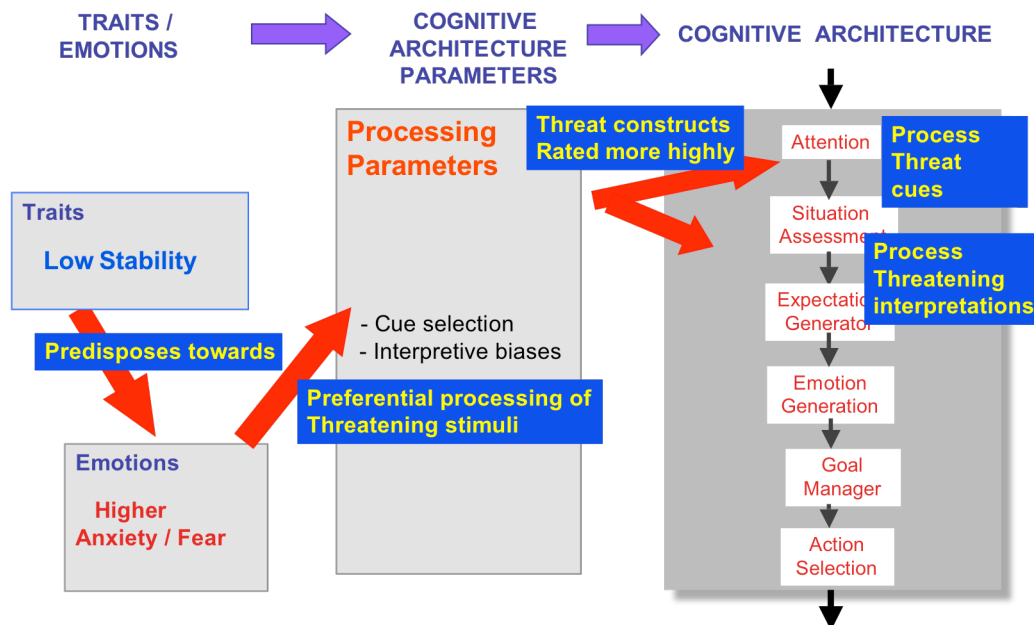 TRAITS /
EMOTIONS
COGNITIVE
ARCHITECTURE
PARAMETERS
COGNITIVE ARCHITECTURE
Traits
Low Stability
Predisposes towards
Emotions
Higher
Anxiety / Fear
Processing
Parameters
- Cue selection
- Interpretive biases
Preferential processing of
Threatening stimuli
Threat constructs
Rated more highly
Attention
Process
Threat
cues
Situation
Assessment
Process
Threatening
interpretations
Expectation
Generator
Emotion
Generation
Goal
Manager
Action
Selection